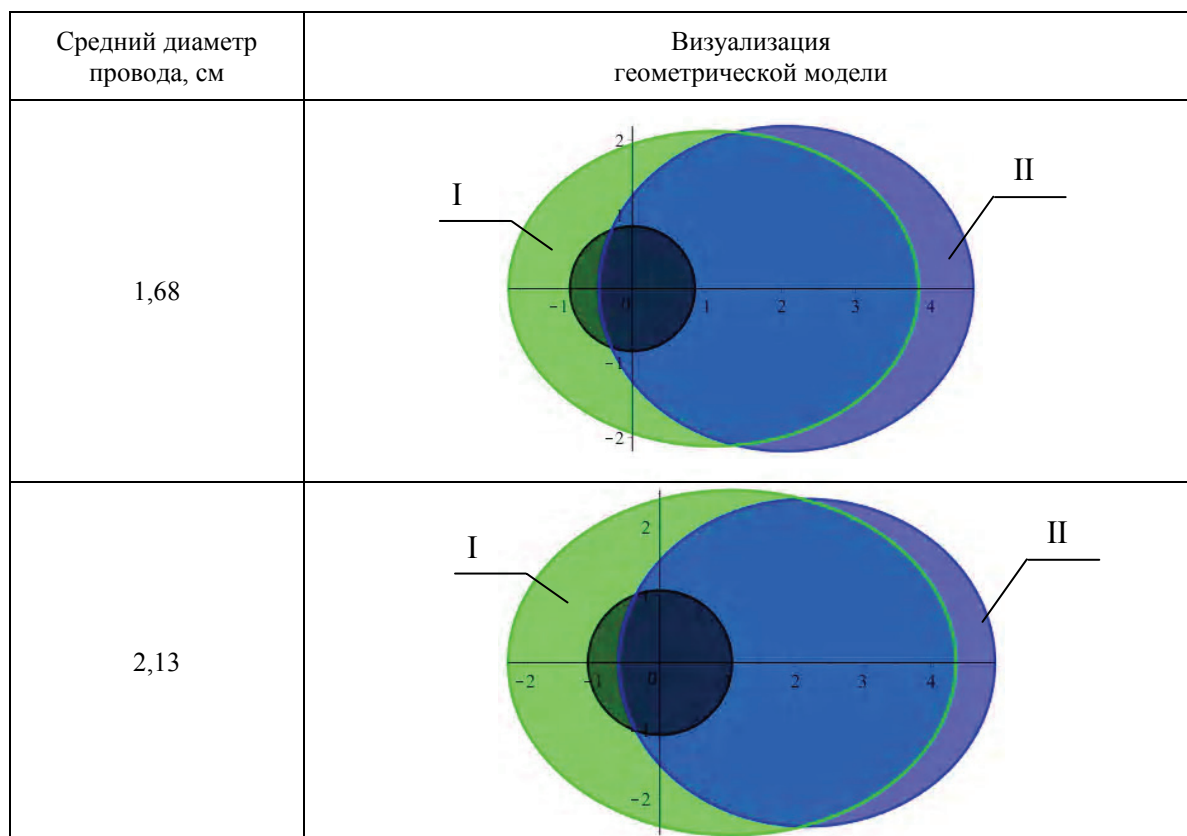 Средний диаметр
провода, см
Визуализация
геометрической модели
1,68
I
II
2
1
-1
0
1
2
3
4
-1
-2
2,13
I
II
2
-2
-1
0
2
3
4
-1
-2